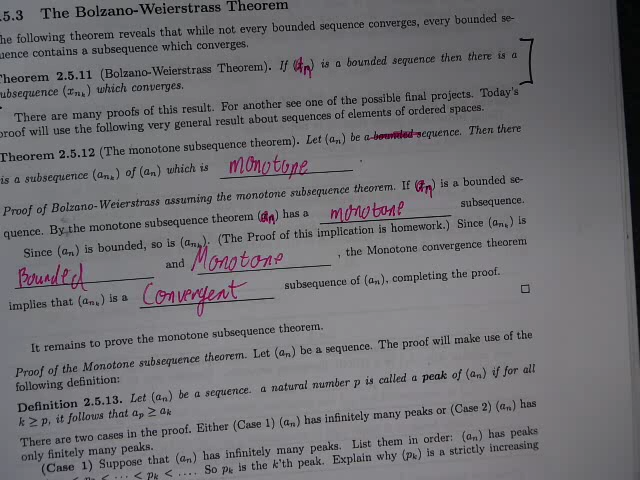 .5.3 The Bolzano-Weierstrass Theorem
he following theorem reveals that while not every bounded sequence converges, every bounded se-
uence contains a subsequence which converges.
Theorem 2.5.11 (Bolzano-Weierstrass Theorem). If (an) is a bounded sequence then there is a
ubsequence (xnk) which converges.
There are many proofs of this result. For another see one of the possible final projects. Today's
proof will use the following very general result about sequences of elements of ordered spaces.
Theorem 2.5.12 (The monotone subsequence theorem). Let (an) be a bounded sequence. Then there
is a subsequence (ank) of (an) which is monotone
Proof of Bolzano-Weierstrass assuming the monotone subsequence theorem. If (an) is a bounded se-
quence. By the monotone subsequence theorem (an) has a monotone subsequence.
Since (an) is bounded, so is (ank). (The Proof of this implication is homework.) Since (ank) is
Bounded and Monotone, the Monotone convergence theorem
implies that (ank) is a Convergent subsequence of (an), completing the proof. □
It remains to prove the monotone subsequence theorem.
Proof of the Monotone subsequence theorem. Let (an) be a sequence. The proof will make use of the
following definition:
Definition 2.5.13. Let (an) be a sequence. a natural number p is called a peak of (an) if for all
k ≥ p, it follows that ap ≥ ak
There are two cases in the proof. Either (Case 1) (an) has infinitely many peaks or (Case 2) (an) has
only finitely many peaks.
(Case 1) Suppose that (an) has infinitely many peaks. List them in order: (an) has peaks
< ··· < pk < .... So pk is the k'th peak. Explain why (pk) is a strictly increasing